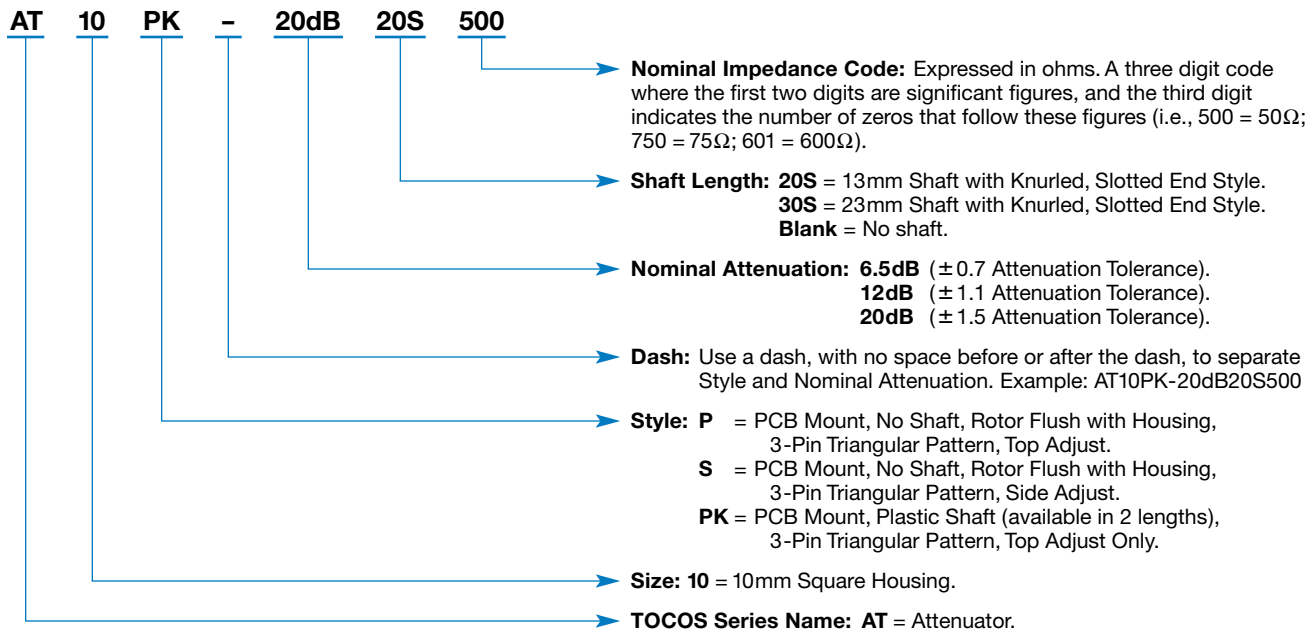 AT 10 PK – 20dB 20S 500
Nominal Impedance Code: Expressed in ohms. A three digit code
where the first two digits are significant figures, and the third digit
indicates the number of zeros that follow these figures (i.e., 500 = 50Ω;
750 = 75Ω; 601 = 600Ω).
Shaft Length: 20S = 13mm Shaft with Knurled, Slotted End Style.
30S = 23mm Shaft with Knurled, Slotted End Style.
Blank = No shaft.
Nominal Attenuation: 6.5dB (±0.7 Attenuation Tolerance).
12dB (±1.1 Attenuation Tolerance).
20dB (±1.5 Attenuation Tolerance).
Dash: Use a dash, with no space before or after the dash, to separate
Style and Nominal Attenuation. Example: AT10PK-20dB20S500
Style: P = PCB Mount, No Shaft, Rotor Flush with Housing,
3-Pin Triangular Pattern, Top Adjust.
S = PCB Mount, No Shaft, Rotor Flush with Housing,
3-Pin Triangular Pattern, Side Adjust.
PK = PCB Mount, Plastic Shaft (available in 2 lengths),
3-Pin Triangular Pattern, Top Adjust Only.
Size: 10 = 10mm Square Housing.
TOCOS Series Name: AT = Attenuator.